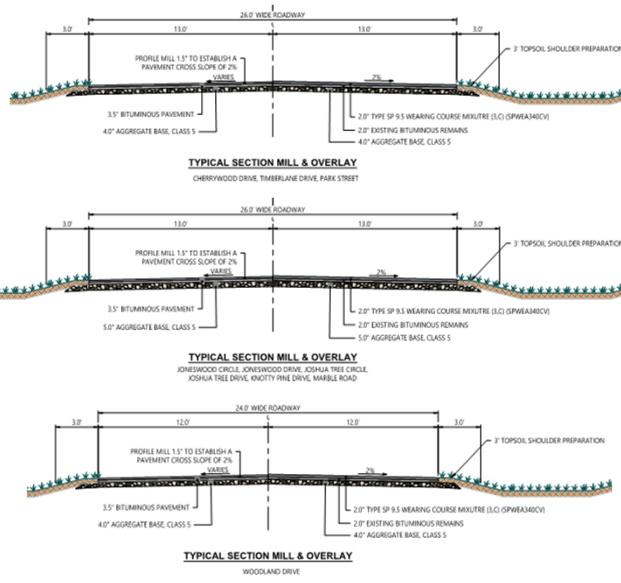 26.0' WIDE ROADWAY
3.0' 13.0' 13.0' 3.0'
3' TOPSOIL SHOULDER PREPARATION
PROFILE MILL 1.5" TO ESTABLISH A
PAVEMENT CROSS SLOPE OF 2%
VARIES 2%
3.5" BITUMINOUS PAVEMENT
4.0" AGGREGATE BASE, CLASS 5
2.0" TYPE SP 9.5 WEARING COURSE MIXUTRE (3,C) (SPWEA340CV)
2.0" EXISTING BITUMINOUS REMAINS
4.0" AGGREGATE BASE, CLASS 5
TYPICAL SECTION MILL & OVERLAY
CHERRYWOOD DRIVE, TIMBERLANE DRIVE, PARK STREET
26.0' WIDE ROADWAY
3.0' 13.0' 13.0' 3.0'
3' TOPSOIL SHOULDER PREPARATION
PROFILE MILL 1.5" TO ESTABLISH A
PAVEMENT CROSS SLOPE OF 2%
VARIES 2%
3.5" BITUMINOUS PAVEMENT
5.0" AGGREGATE BASE, CLASS 5
2.0" TYPE SP 9.5 WEARING COURSE MIXUTRE (3,C) (SPWEA340CV)
2.0" EXISTING BITUMINOUS REMAINS
5.0" AGGREGATE BASE, CLASS 5
TYPICAL SECTION MILL & OVERLAY
JONESWOOD CIRCLE, JONESWOOD DRIVE, JOSHUA TREE CIRCLE,
JOSHUA TREE DRIVE, KNOTTY PINE DRIVE, MARBLE ROAD
24.0' WIDE ROADWAY
3.0' 12.0' 12.0' 3.0'
3' TOPSOIL SHOULDER PREPARATION
PROFILE MILL 1.5" TO ESTABLISH A
PAVEMENT CROSS SLOPE OF 2%
VARIES 2%
3.5" BITUMINOUS PAVEMENT
4.0" AGGREGATE BASE, CLASS 5
2.0" TYPE SP 9.5 WEARING COURSE MIXUTRE (3,C) (SPWEA340CV)
2.0" EXISTING BITUMINOUS REMAINS
4.0" AGGREGATE BASE, CLASS 5
TYPICAL SECTION MILL & OVERLAY
WOODLAND DRIVE